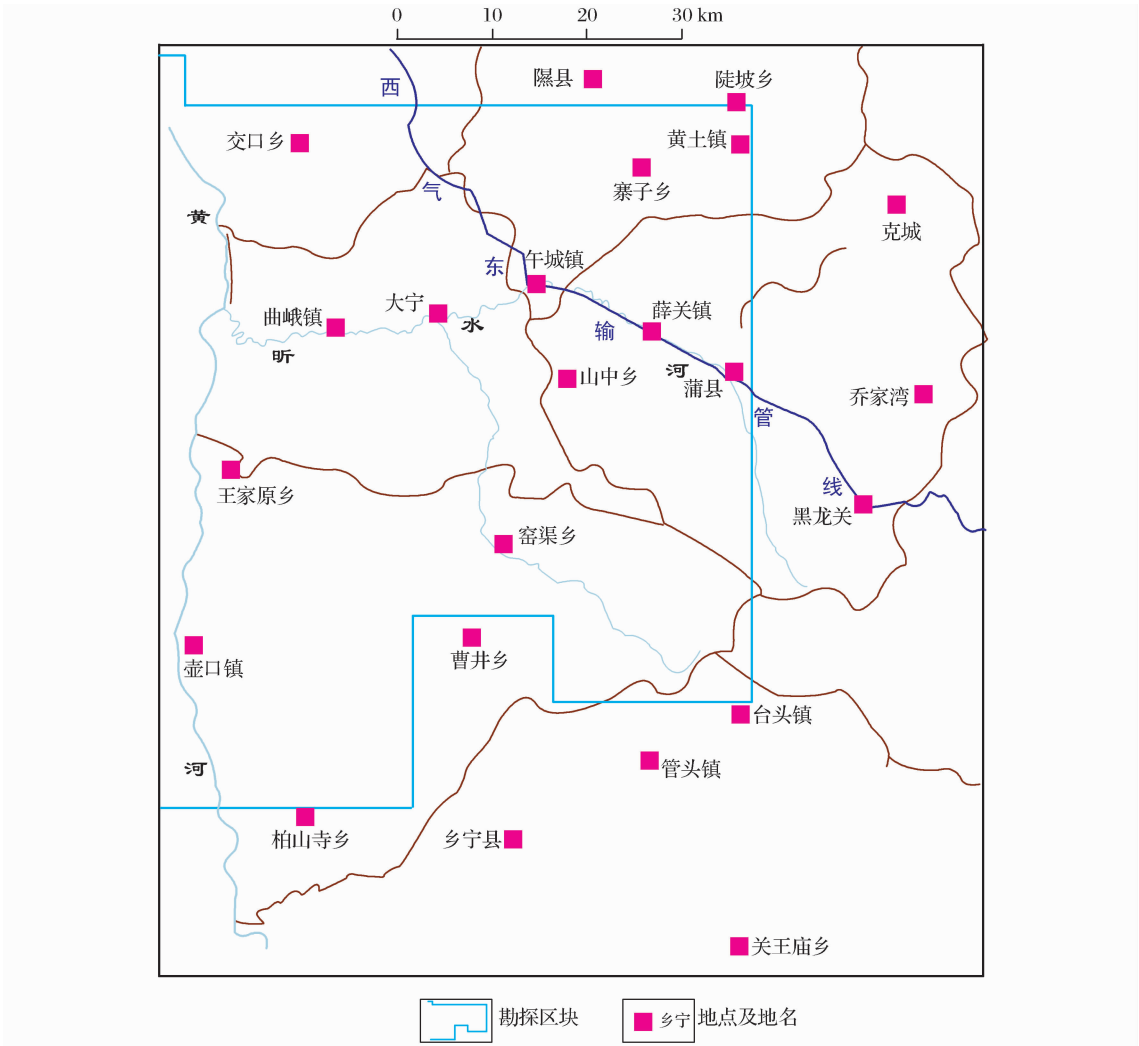 0 10 20 30 km
隰县
陡坡乡
西
交口乡
黄土镇
寨子乡
气
黄
克城
东
午城镇
大宁
曲峨镇
水
薛关镇
输
昕
河
山中乡
蒲县
乔家湾
管
线
王家原乡
黑龙关
窑渠乡
曹井乡
壶口镇
台头镇
管头镇
河
柏山寺乡
乡宁县
关王庙乡
勘探区块
乡宁
地点及地名